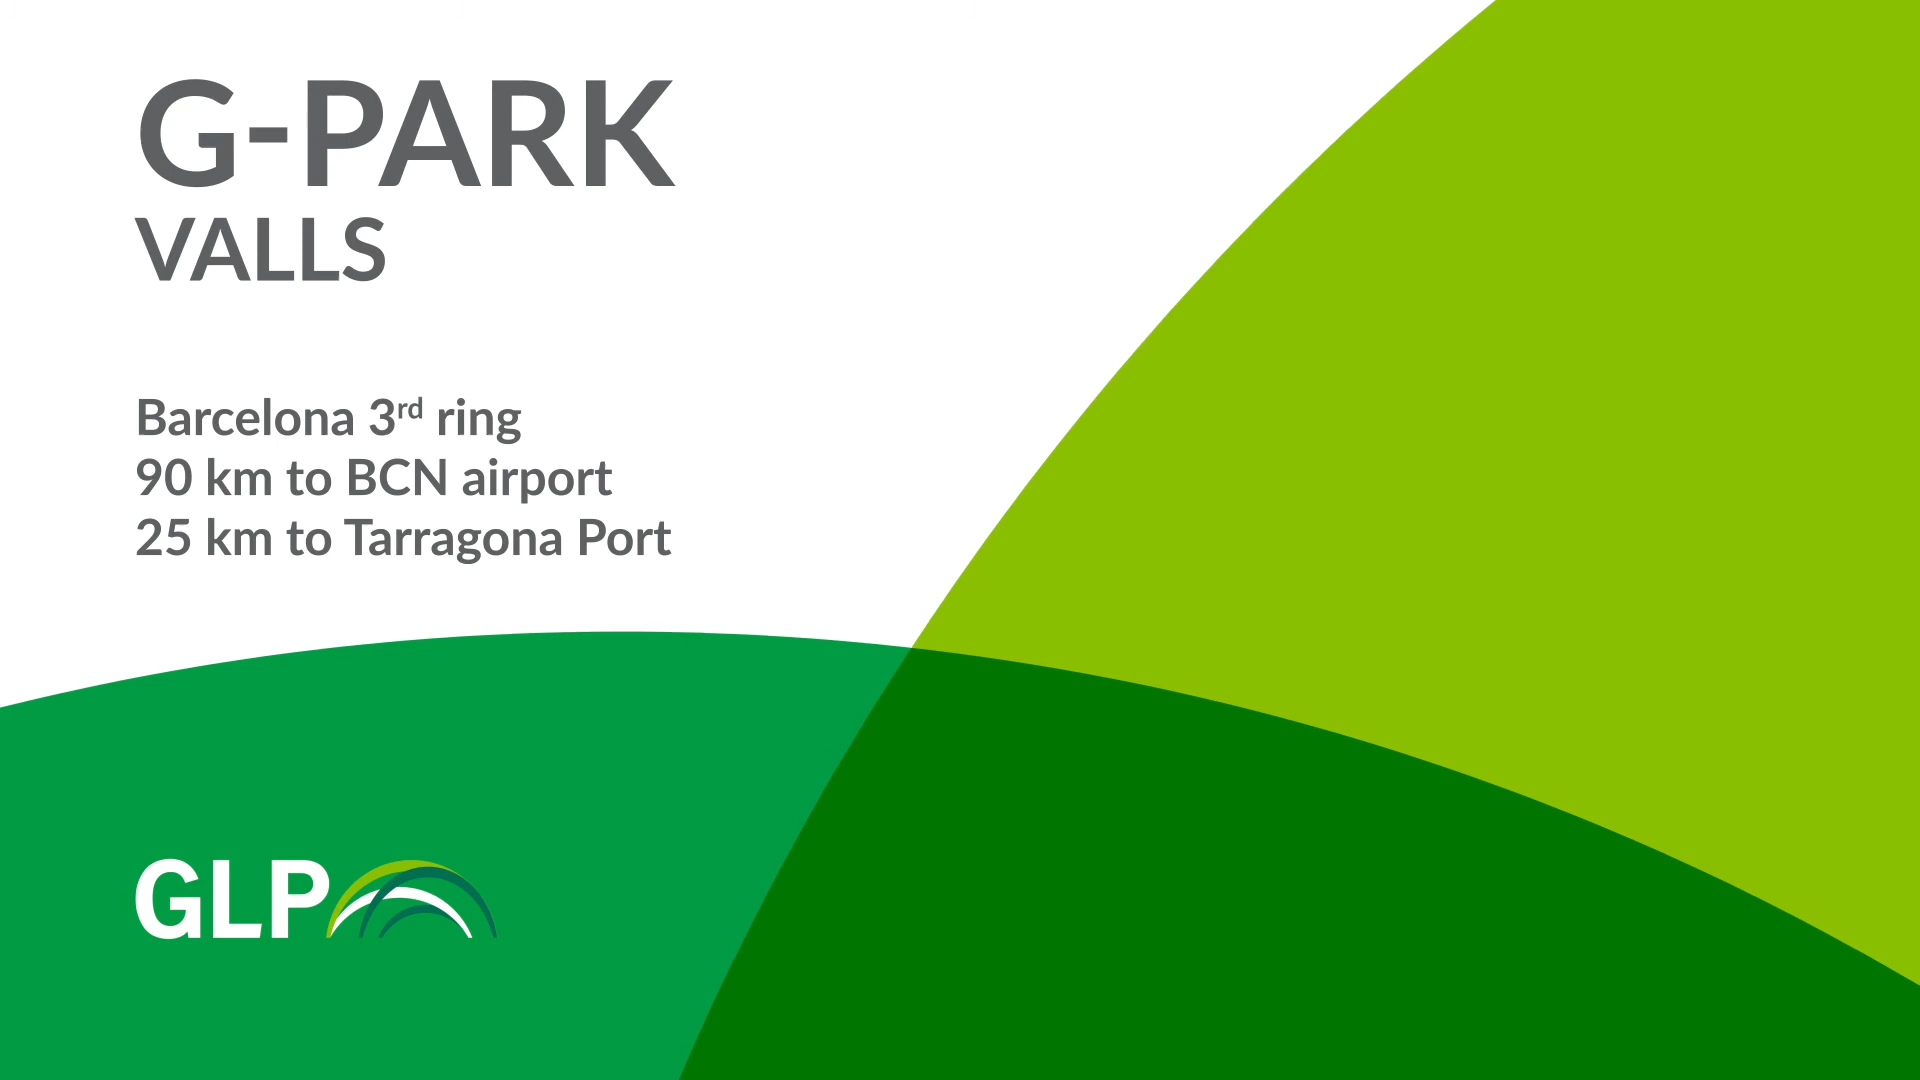 G-PARK
VALLS
Barcelona 3rd ring
90 km to BCN airport
25 km to Tarragona Port
GLP